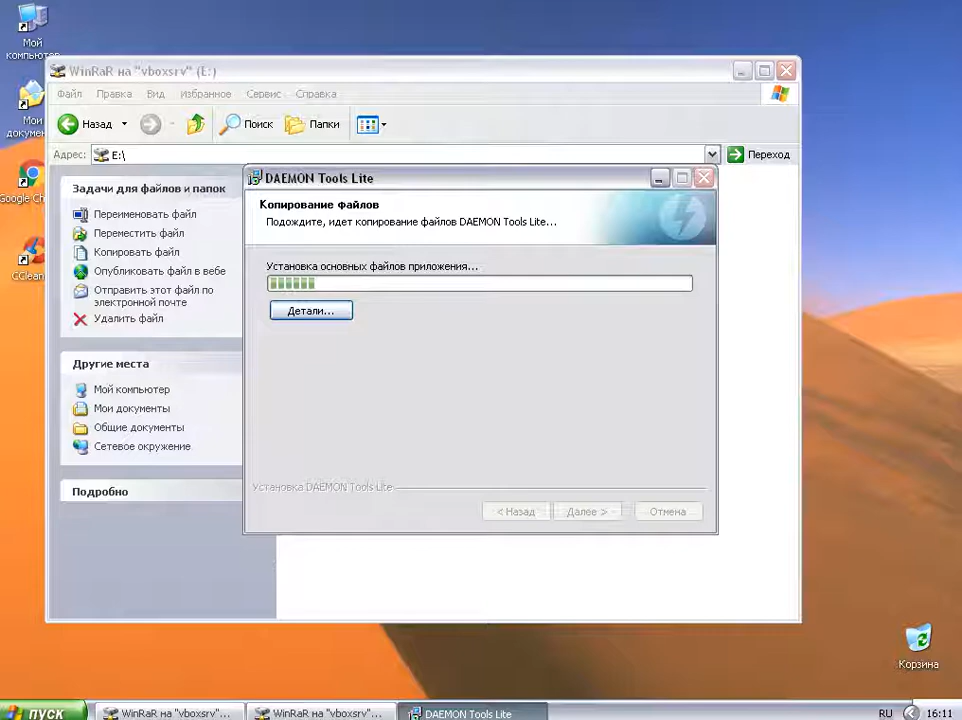 Мой
компьютер
Мои
докумен
Google Ch
CClean
WinRaR на "vboxsrv" (E:)
Файл Правка Вид Избранное Сервис Справка
Назад Поиск Папки
Адрес: E:\ Переход
Задачи для файлов и папок
Переименовать файл
Переместить файл
Копировать файл
Опубликовать файл в вебе
Отправить этот файл по
электронной почте
Удалить файл
Другие места
Мой компьютер
Мои документы
Общие документы
Сетевое окружение
Подробно
DAEMON Tools Lite
Копирование файлов
Подождите, идет копирование файлов DAEMON Tools Lite...
Установка основных файлов приложения...
Детали...
Установка DAEMON Tools Lite
< Назад Далее > Отмена
Корзина
пуск WinRaR на "vboxsrv"... WinRaR на "vboxsrv"... DAEMON Tools Lite RU 16:11